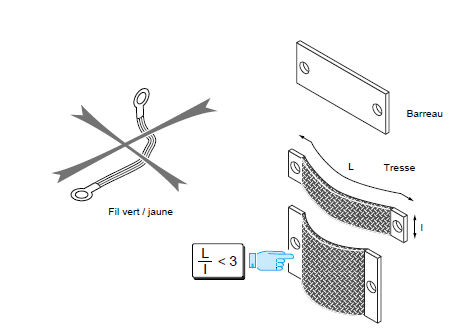 Barreau
L
Tresse
l
Fil vert / jaune
L
l
< 3